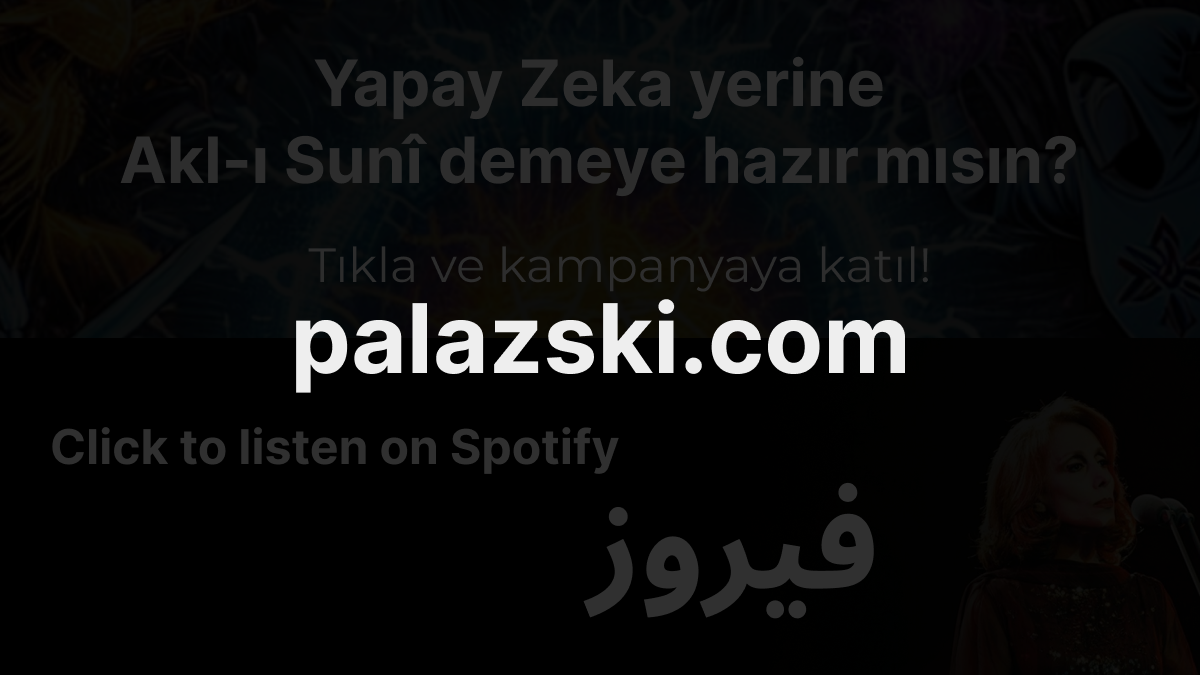 Yapay Zeka yerine
Akl-ı Sunî demeye hazır mısın?
Tıkla ve kampanyaya katıl!
palazski.com
Click to listen on Spotify
فيروز